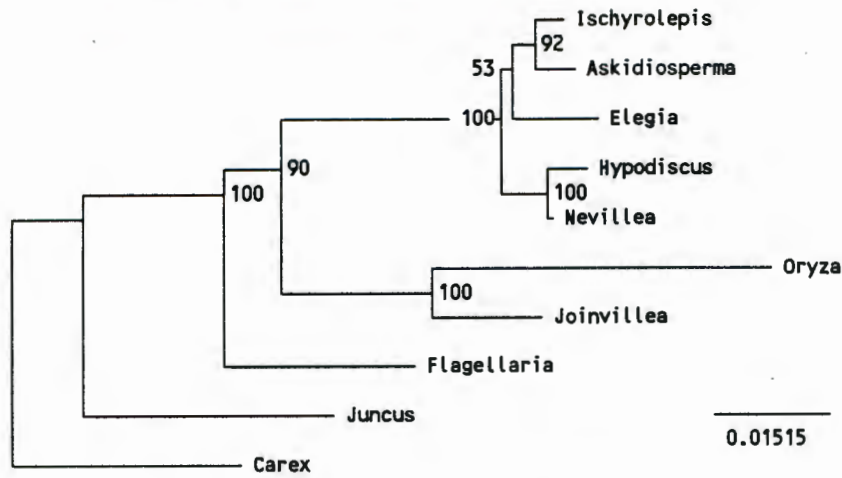 Ischyrolepis
92
53
Askidiosperma
100
Elegia
Hypodiscus
90
100
100
Nevillea
Oryza
100
Joinvillea
Flagellaria
Juncus
0.01515
Carex